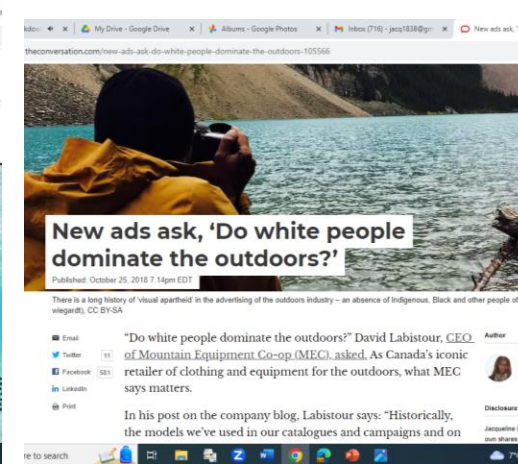 My Drive - Google Drive
Albums - Google Photos
Inbox (716) - jacq1838@gm
New ads ask,
theconversation.com/new-ads-ask-do-white-people-dominate-the-outdoors-105566
New ads ask, ‘Do white people
dominate the outdoors?’
Published: October 25, 2018 7.14pm EDT
There is a long history of ‘visual apartheid’ in the advertising of the outdoors industry – an absence of Indigenous, Black and other people of
wiegardt), CC BY-SA
Email
Twitter 11
Facebook 581
LinkedIn
Print
“Do white people dominate the outdoors?” David Labistour, CEO
of Mountain Equipment Co-op (MEC), asked. As Canada’s iconic
retailer of clothing and equipment for the outdoors, what MEC
says matters.
In his post on the company blog, Labistour says: “Historically,
the models we’ve used in our catalogues and campaigns and on
Author
Disclosure
Jacqueline
own shares
re to search
7°